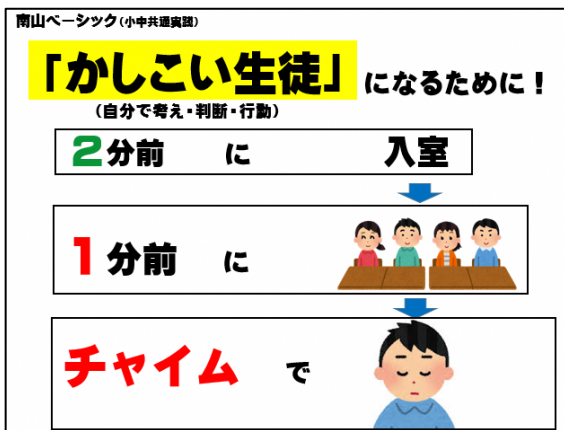 南山ベーシック（小中共通実践）
「かしこい生徒」になるために！
（自分で考え・判断・行動）
２分前 に 入室
１分前 に
チャイム で